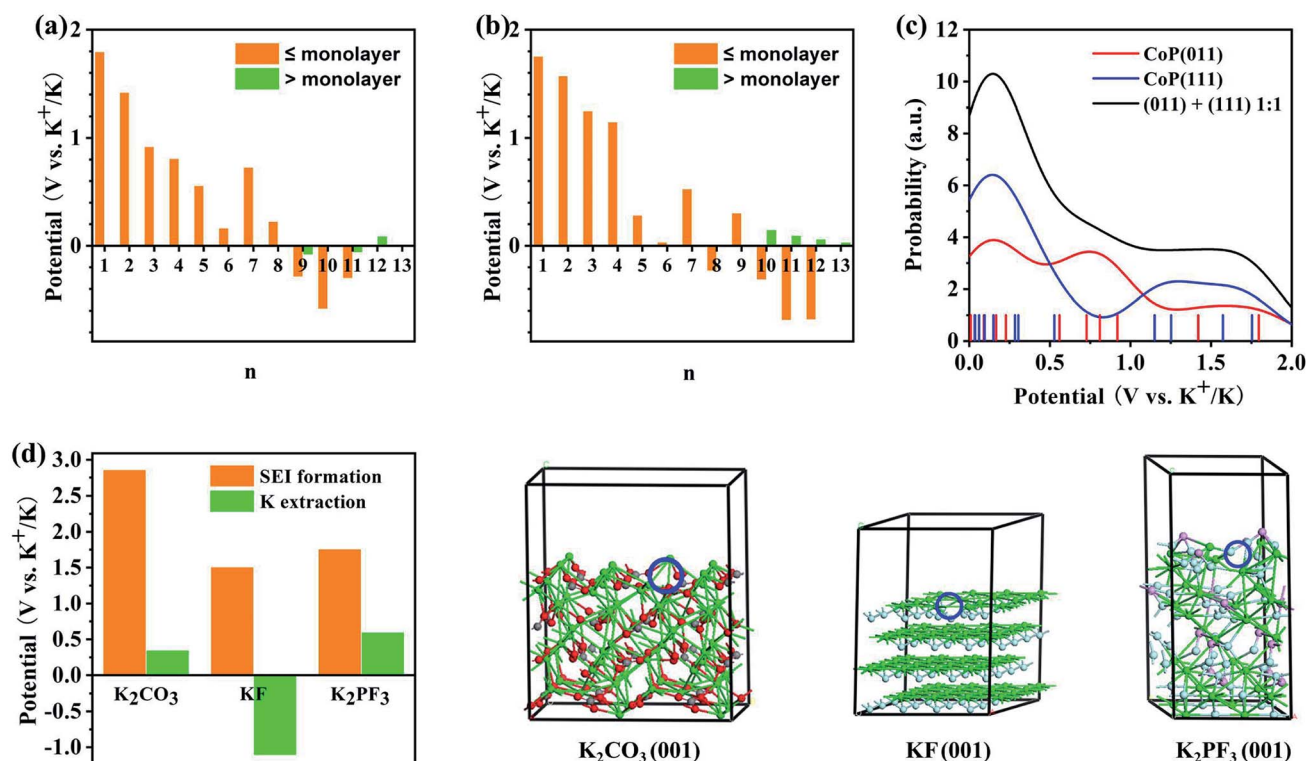 (a)
2
1
0
Potential (V vs. K⁺/K)
≤ monolayer
> monolayer
1 2 3 4 5 6 7 8 9 10 11 12 13
n
(b)
2
1
0
Potential (V vs. K⁺/K)
≤ monolayer
> monolayer
1 2 3 4 5 6 7 8 9 10 11 12 13
n
(c)
12
10
8
6
4
2
0
Probability (a.u.)
CoP(011)
CoP(111)
(011) + (111) 1:1
0.0 0.5 1.0 1.5 2.0
Potential (V vs. K⁺/K)
(d)
3.0
2.5
2.0
1.5
1.0
0.5
0.0
-0.5
-1.0
Potential (V vs. K⁺/K)
SEI formation
K extraction
K₂CO₃ KF K₂PF₃
K₂CO₃(001)
KF(001)
K₂PF₃(001)